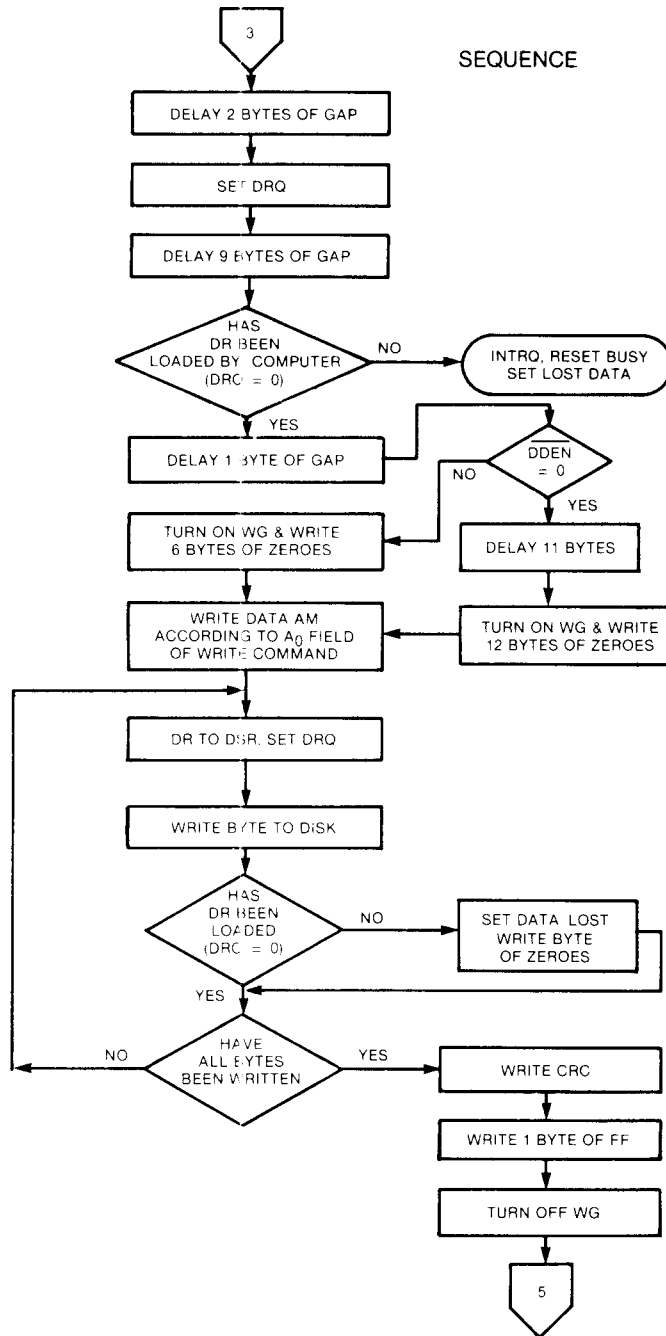 3
SEQUENCE
DELAY 2 BYTES OF GAP
SET DRQ
DELAY 9 BYTES OF GAP
HAS
DR BEEN
LOADED BY COMPUTER
(DRQ = 0)
NO
INTRQ, RESET BUSY
SET LOST DATA
YES
DELAY 1 BYTE OF GAP
DDEN
= 0
NO
YES
TURN ON WG & WRITE
6 BYTES OF ZEROES
DELAY 11 BYTES
WRITE DATA AM
ACCORDING TO A0 FIELD
OF WRITE COMMAND
TURN ON WG & WRITE
12 BYTES OF ZEROES
DR TO DSR, SET DRQ
WRITE BYTE TO DISK
HAS
DR BEEN
LOADED
(DRQ = 0)
NO
SET DATA LOST
WRITE BYTE
OF ZEROES
YES
HAVE
ALL BYTES
BEEN WRITTEN
NO
YES
WRITE CRC
WRITE 1 BYTE OF FF
TURN OFF WG
5